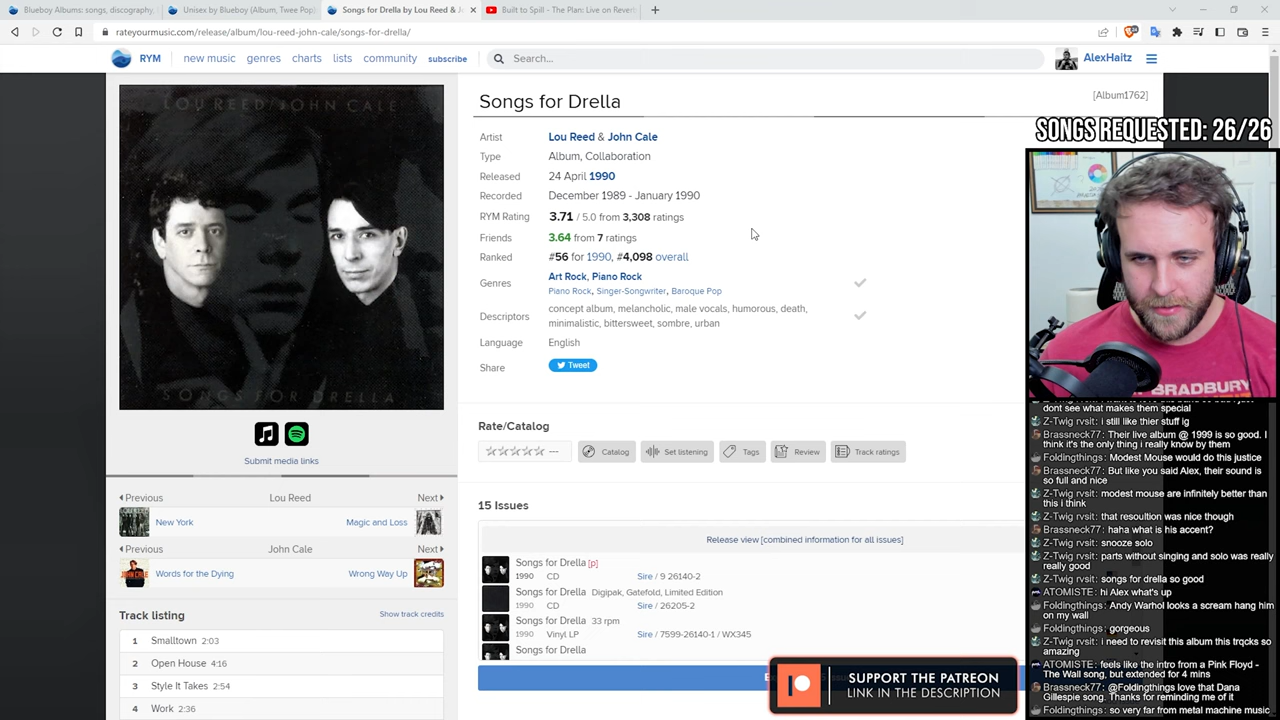 Blueboy Albums: songs, discography,
Unisex by Blueboy (Album, Twee Pop):
Songs for Drella by Lou Reed & J
Built to Spill - The Plan: Live on Reverb
rateyourmusic.com/release/album/lou-reed-john-cale/songs-for-drella/
RYM
new music
genres
charts
lists
community
subscribe
Search...
AlexHaitz
LOU REED/JOHN CALE
SONGS FOR DRELLA
Submit media links
Previous
Lou Reed
Next
New York
Magic and Loss
Previous
John Cale
Next
Words for the Dying
Wrong Way Up
Track listing
Show track credits
1 Smalltown 2:03
2 Open House 4:16
3 Style It Takes 2:54
4 Work 2:36
Songs for Drella
[Album1762]
Artist Lou Reed & John Cale
Type Album, Collaboration
Released 24 April 1990
Recorded December 1989 - January 1990
RYM Rating 3.71 / 5.0 from 3,308 ratings
Friends 3.64 from 7 ratings
Ranked #56 for 1990, #4,098 overall
Genres Art Rock, Piano Rock
Piano Rock, Singer-Songwriter, Baroque Pop
Descriptors concept album, melancholic, male vocals, humorous, death,
minimalistic, bittersweet, sombre, urban
Language English
Share Tweet
Rate/Catalog
---
Catalog
Set listening
Tags
Review
Track ratings
15 Issues
Release view [combined information for all issues]
Songs for Drella [p]
1990 CD Sire / 9 26140-2
Songs for Drella Digipak, Gatefold, Limited Edition
1990 CD Sire / 26205-2
Songs for Drella 33 rpm
1990 Vinyl LP Sire / 7599-26140-1 / WX345
Songs for Drella
SUPPORT THE PATREON
LINK IN THE DESCRIPTION
SONGS REQUESTED: 26/26
BRADBURY
dont see what makes them special
Z-Twig rvsit: i still like thier stuff ig
Brassneck77: Their live album @ 1999 is so good. I
think it's the only thing i really know by them
Foldingthings: Modest Mouse would do this justice
Brassneck77: But like you said Alex, their sound is
so full and nice
Z-Twig rvsit: modest mouse are infinitely better than
this i think
Z-Twig rvsit: that resoultion was nice though
Brassneck77: haha what is his accent?
Z-Twig rvsit: snooze solo
Z-Twig rvsit: parts without singing and solo was really
really good
Z-Twig rvsit: songs for drella so good
ATOMISTE: hi Alex what's up
Foldingthings: Andy Warhol looks a scream hang him
on my wall
Foldingthings: gorgeous
Z-Twig rvsit: i need to revisit this album this trqcks so
amazing
ATOMISTE: feels like the intro from a Pink Floyd -
The Wall song, but extended for 4 mins
Brassneck77: @Foldingthings love that Dana
Gillespie song. Thanks for reminding me of it
Foldingthings: so very far from metal machine music